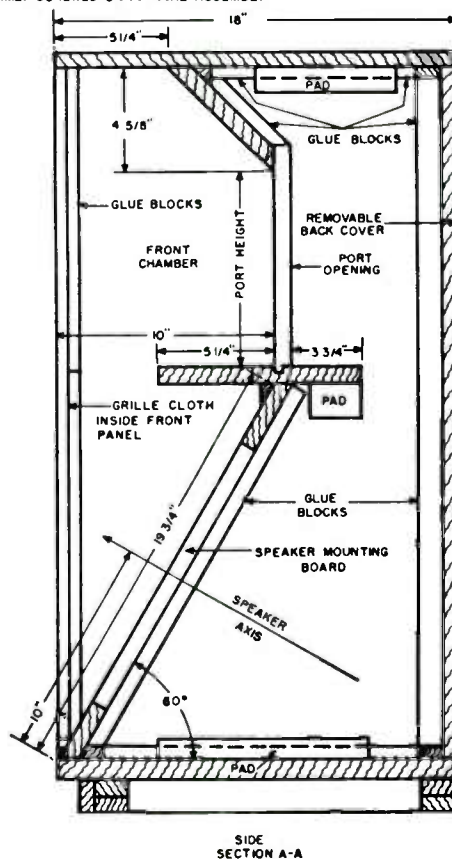 18"
5 1/4"
PAD
4 5/8"
GLUE BLOCKS
GLUE BLOCKS
REMOVABLE
BACK COVER
FRONT
CHAMBER
PORT HEIGHT
PORT
OPENING
10"
5 1/4"
3 3/4"
PAD
GRILLE CLOTH
INSIDE FRONT
PANEL
GLUE
BLOCKS
19 3/4"
SPEAKER MOUNTING
BOARD
SPEAKER
AXIS
10"
60°
PAD
SIDE
SECTION A-A